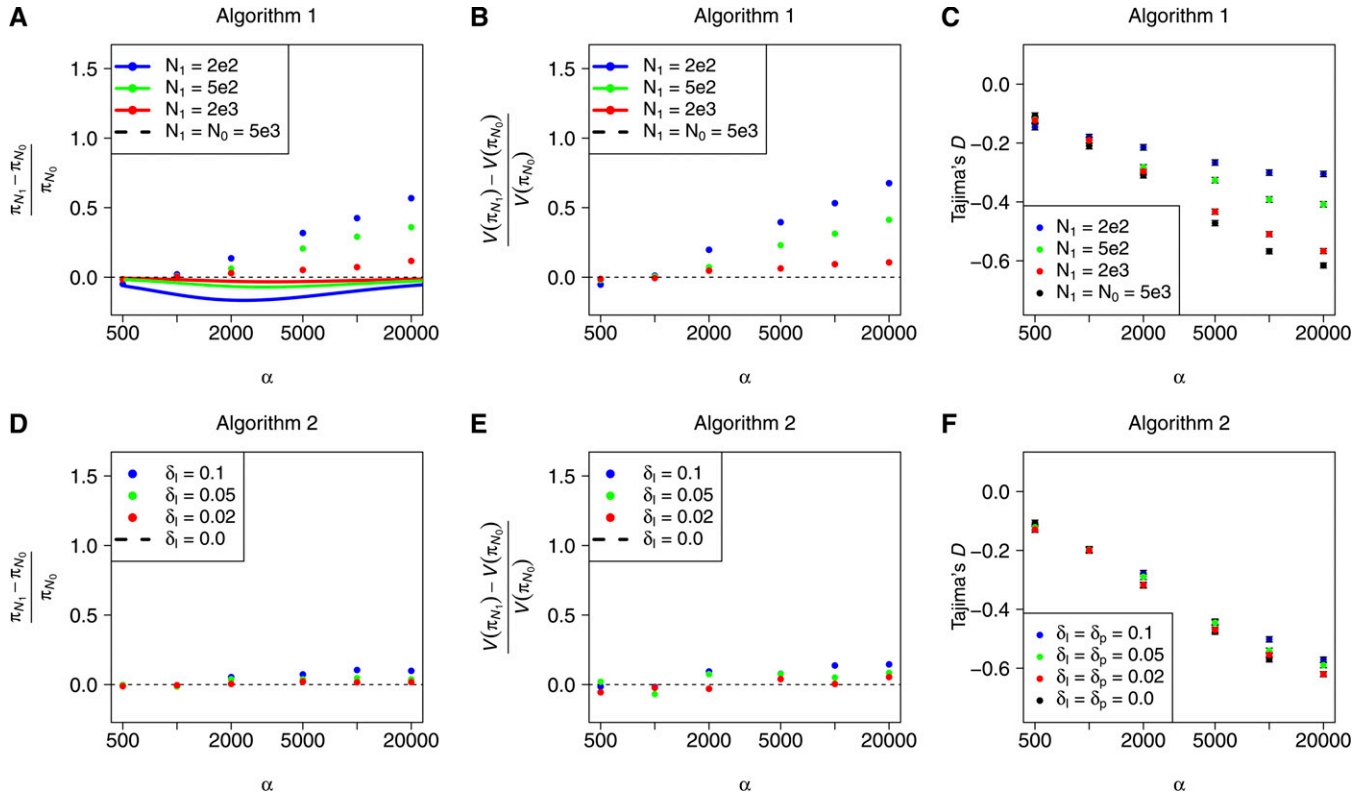 A
Algorithm 1
N₁ = 2e2
N₁ = 5e2
N₁ = 2e3
N₁ = N₀ = 5e3
1.5
1.0
0.5
0.0
π_N₁ − π_N₀
π_N₀
500
2000
5000
20000
α
B
Algorithm 1
N₁ = 2e2
N₁ = 5e2
N₁ = 2e3
N₁ = N₀ = 5e3
1.5
1.0
0.5
0.0
V(π_N₁) − V(π_N₀)
V(π_N₀)
500
2000
5000
20000
α
C
Algorithm 1
0.0
−0.2
−0.4
−0.6
Tajima's D
N₁ = 2e2
N₁ = 5e2
N₁ = 2e3
N₁ = N₀ = 5e3
500
2000
5000
20000
α
D
Algorithm 2
δ_l = 0.1
δ_l = 0.05
δ_l = 0.02
δ_l = 0.0
1.5
1.0
0.5
0.0
π_N₁ − π_N₀
π_N₀
500
2000
5000
20000
α
E
Algorithm 2
δ_l = 0.1
δ_l = 0.05
δ_l = 0.02
δ_l = 0.0
1.5
1.0
0.5
0.0
V(π_N₁) − V(π_N₀)
V(π_N₀)
500
2000
5000
20000
α
F
Algorithm 2
0.0
−0.2
−0.4
−0.6
Tajima's D
δ_l = δ_p = 0.1
δ_l = δ_p = 0.05
δ_l = δ_p = 0.02
δ_l = δ_p = 0.0
500
2000
5000
20000
α